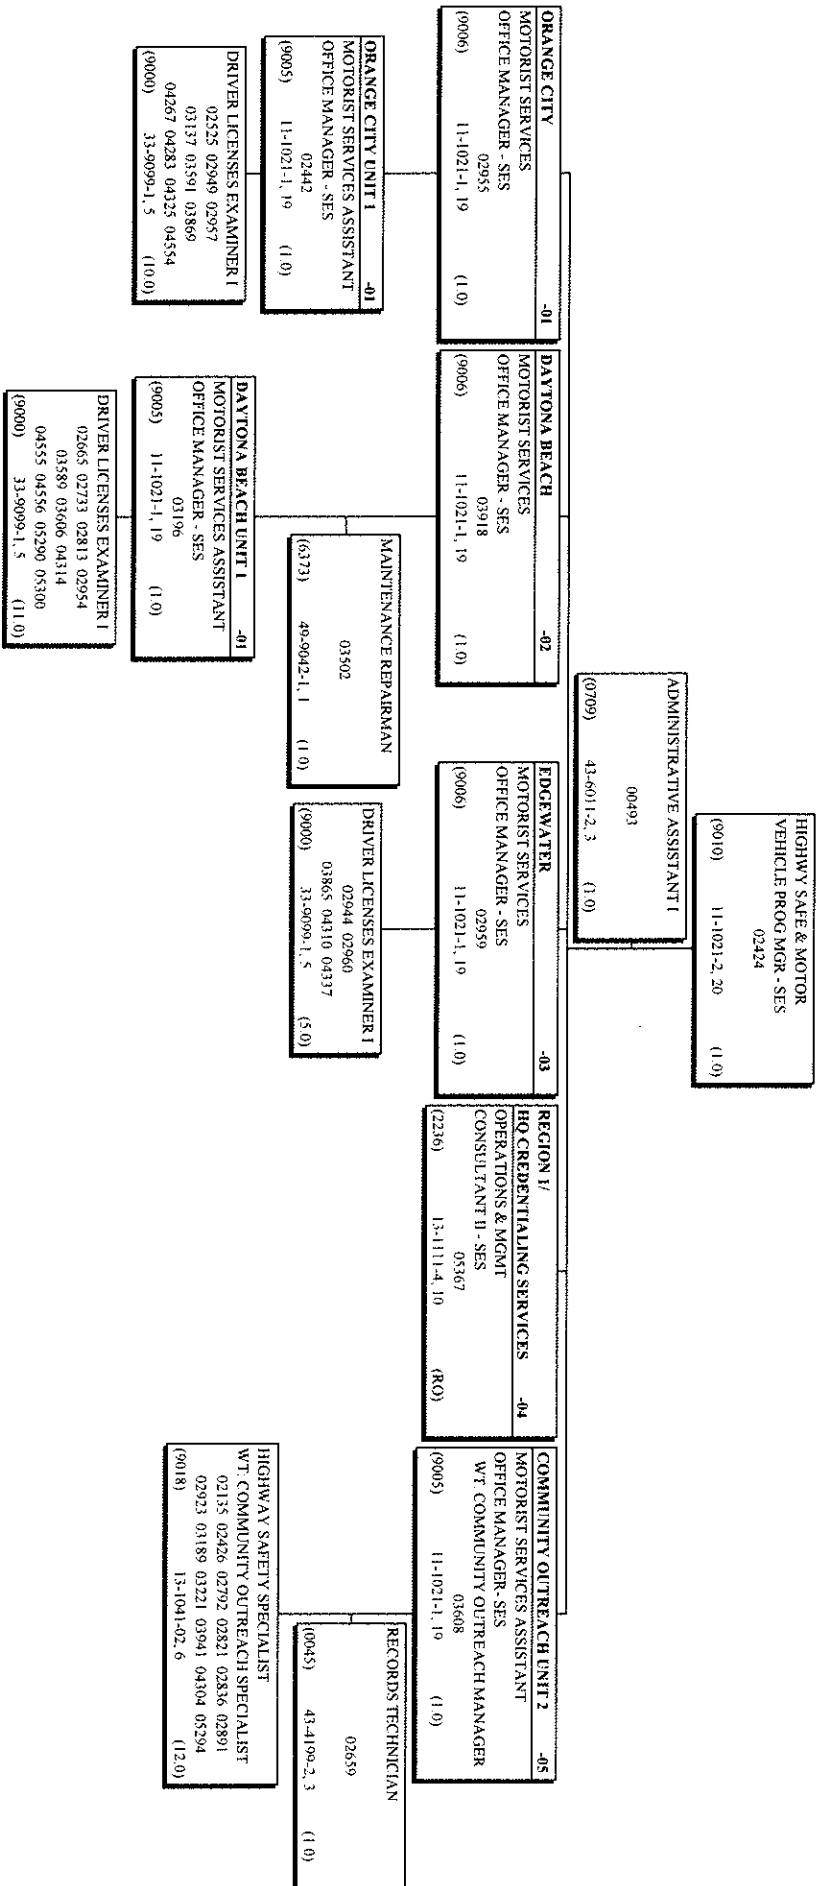 HIGHWY SAFE & MOTOR
VEHICLE PROG MGR - SES
02424
(9010) 11-1021-2, 20 (1.0)
ADMINISTRATIVE ASSISTANT I
00493
(0709) 43-6011-2, 3 (1.0)
ORANGE CITY -01
MOTORIST SERVICES
OFFICE MANAGER - SES
02955
(9006) 11-1021-1, 19 (1.0)
DAYTONA BEACH -02
MOTORIST SERVICES
OFFICE MANAGER - SES
03918
(9006) 11-1021-1, 19 (1.0)
EDGEWATER -03
MOTORIST SERVICES
OFFICE MANAGER - SES
02959
(9006) 11-1021-1, 19 (1.0)
REGION 1/
HQ CREDENTIALING SERVICES -04
OPERATIONS & MGMT
CONSULTANT II - SES
05367
(2236) 13-1111-4, 10 (RO)
COMMUNITY OUTREACH UNIT 2 -05
MOTORIST SERVICES ASSISTANT
OFFICE MANAGER - SES
WT. COMMUNITY OUTREACH MANAGER
03608
(9005) 11-1021-1, 19 (1.0)
ORANGE CITY UNIT 1 -01
MOTORIST SERVICES ASSISTANT
OFFICE MANAGER - SES
02442
(9005) 11-1021-1, 19 (1.0)
MAINTENANCE REPAIRMAN
03502
(6373) 49-9042-1, 1 (1.0)
DRIVER LICENSES EXAMINER I
02944 02960
03865 04310 04337
(9000) 33-9099-1, 5 (5.0)
RECORDS TECHNICIAN
02659
(0045) 43-4199-2, 3 (1.0)
DRIVER LICENSES EXAMINER I
02525 02949 02957
03137 03591 03869
04267 04283 04325 04554
(9000) 33-9099-1, 5 (10.0)
DAYTONA BEACH UNIT 1 -01
MOTORIST SERVICES ASSISTANT
OFFICE MANAGER - SES
03196
(9005) 11-1021-1, 19 (1.0)
HIGHWAY SAFETY SPECIALIST
WT. COMMUNITY OUTREACH SPECIALIST
02135 02426 02792 02821 02836 02891
02923 03189 03221 03941 04304 05294
(9018) 13-1041-02, 6 (12.0)
DRIVER LICENSES EXAMINER I
02665 02733 02813 02954
03589 03606 04314
04555 04556 05290 05300
(9000) 33-9099-1, 5 (11.0)